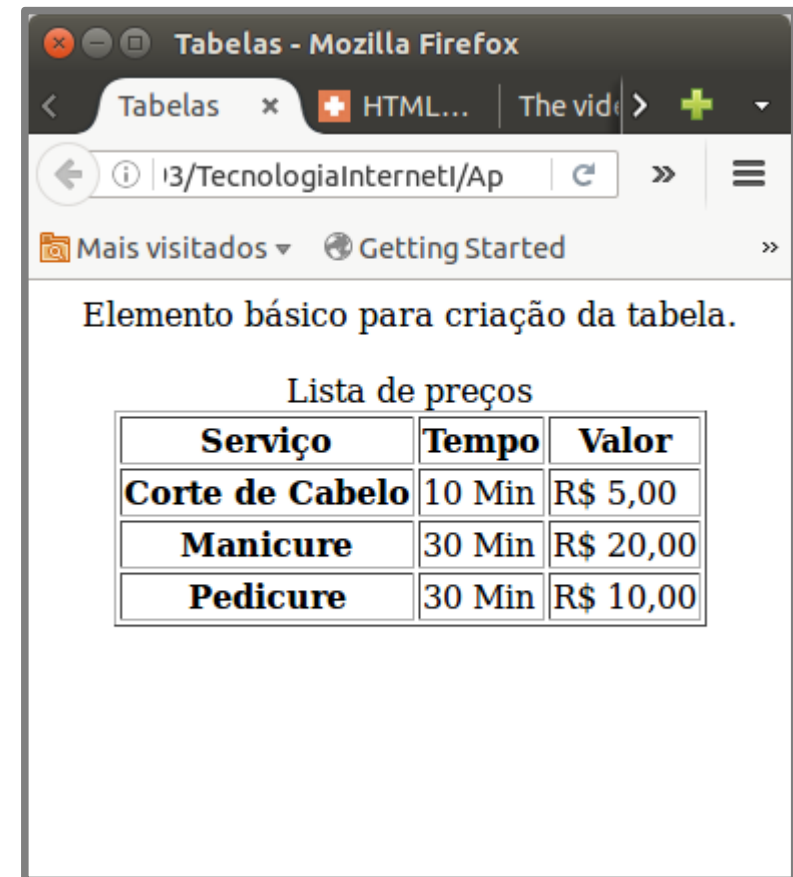 Tabelas - Mozilla Firefox
Tabelas HTML... The vid
3/TecnologiaInternetI/Ap
Mais visitados Getting Started
Elemento básico para criação da tabela.
Lista de preços
Serviço Tempo Valor
Corte de Cabelo 10 Min R$ 5,00
Manicure 30 Min R$ 20,00
Pedicure 30 Min R$ 10,00